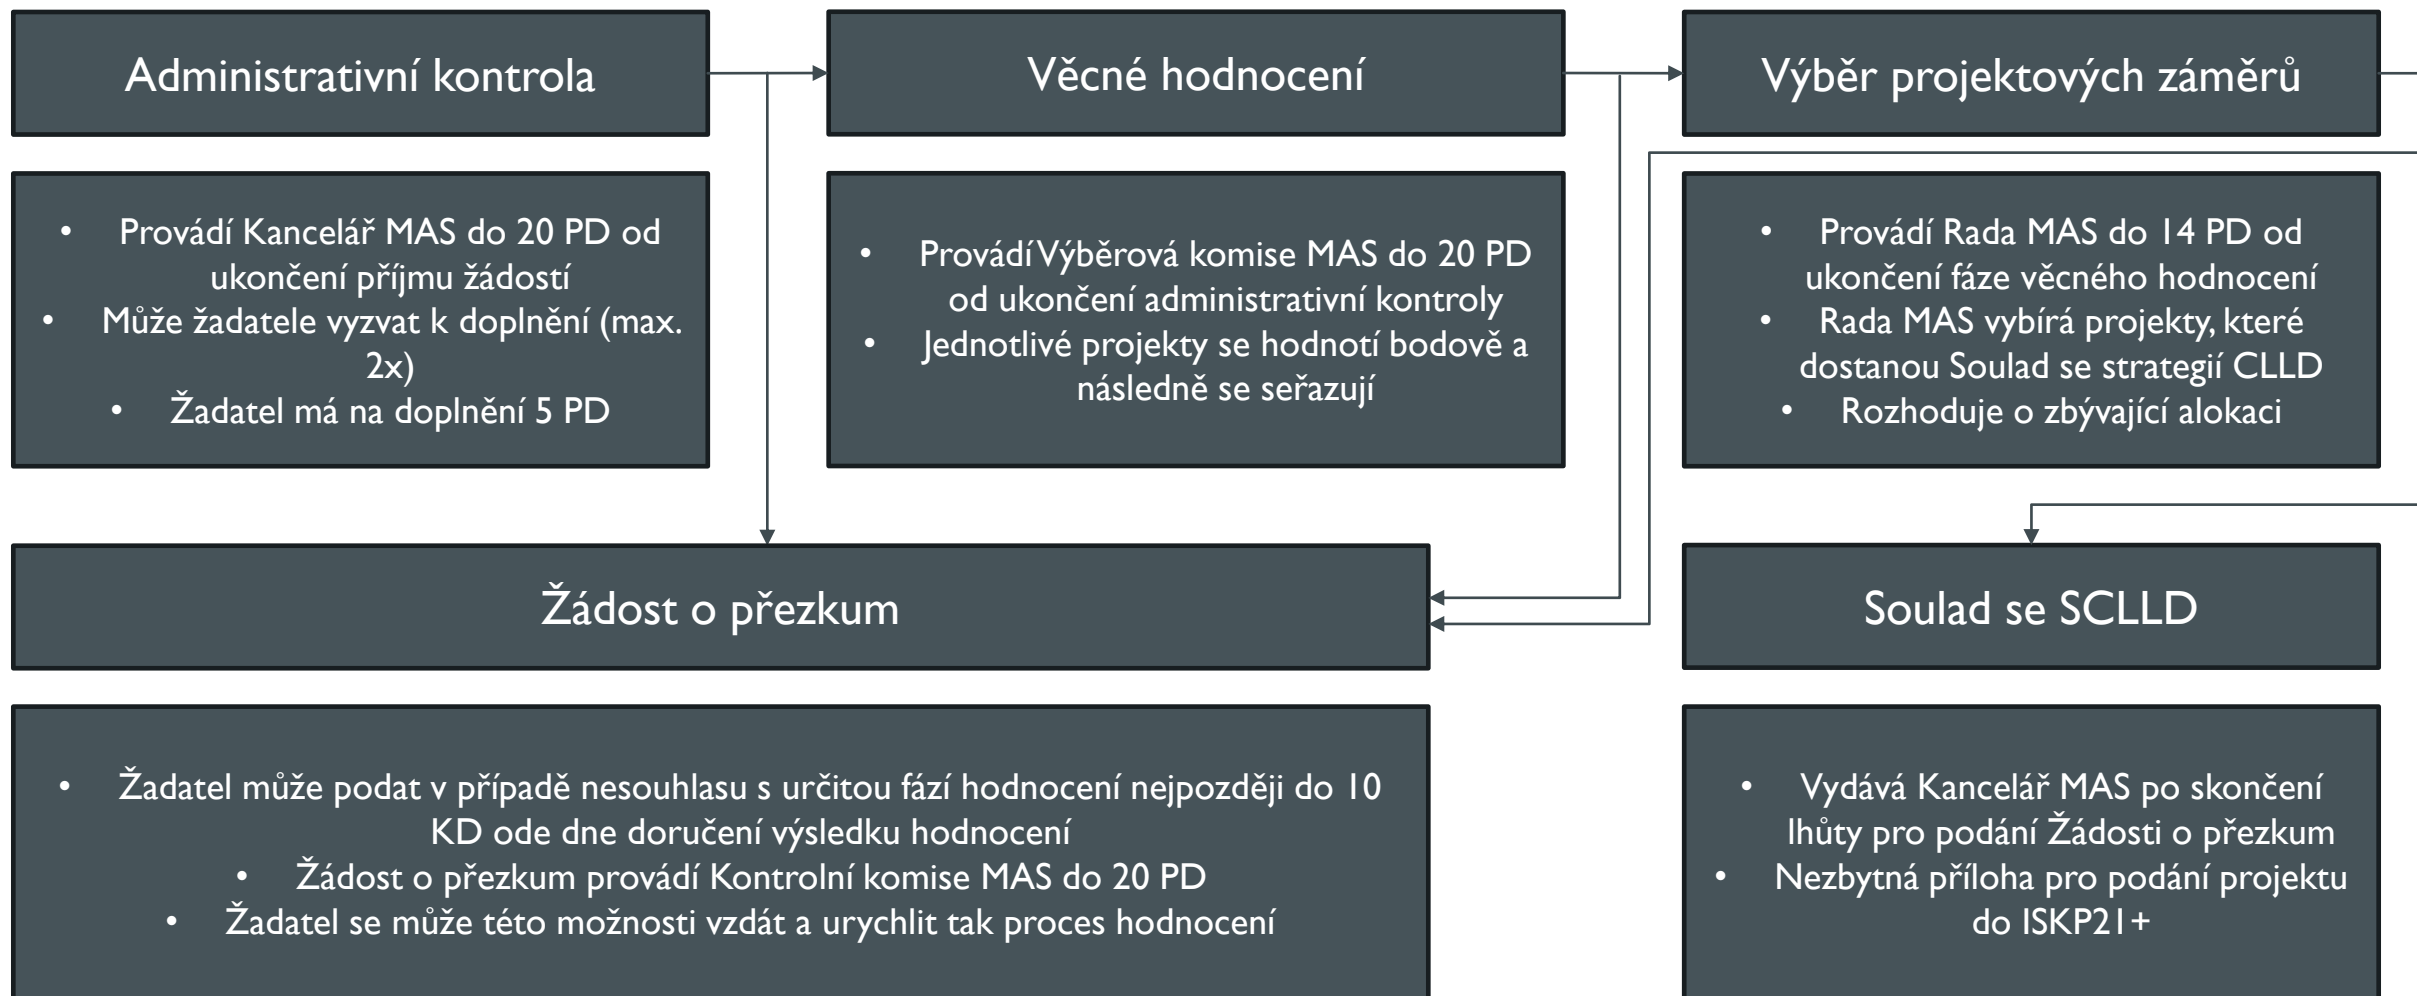 Administrativní kontrola
• Provádí Kancelář MAS do 20 PD od
ukončení příjmu žádostí
• Může žadatele vyzvat k doplnění (max.
2x)
• Žadatel má na doplnění 5 PD
Věcné hodnocení
• Provádí Výběrová komise MAS do 20 PD
od ukončení administrativní kontroly
• Jednotlivé projekty se hodnotí bodově a
následně se seřazují
Výběr projektových záměrů
• Provádí Rada MAS do 14 PD od
ukončení fáze věcného hodnocení
• Rada MAS vybírá projekty, které
dostanou Soulad se strategií CLLD
• Rozhoduje o zbývající alokaci
Žádost o přezkum
• Žadatel může podat v případě nesouhlasu s určitou fází hodnocení nejpozději do 10
KD ode dne doručení výsledku hodnocení
• Žádost o přezkum provádí Kontrolní komise MAS do 20 PD
• Žadatel se může této možnosti vzdát a urychlit tak proces hodnocení
Soulad se SCLLD
• Vydává Kancelář MAS po skončení
lhůty pro podání Žádosti o přezkum
• Nezbytná příloha pro podání projektu
do ISKP21+